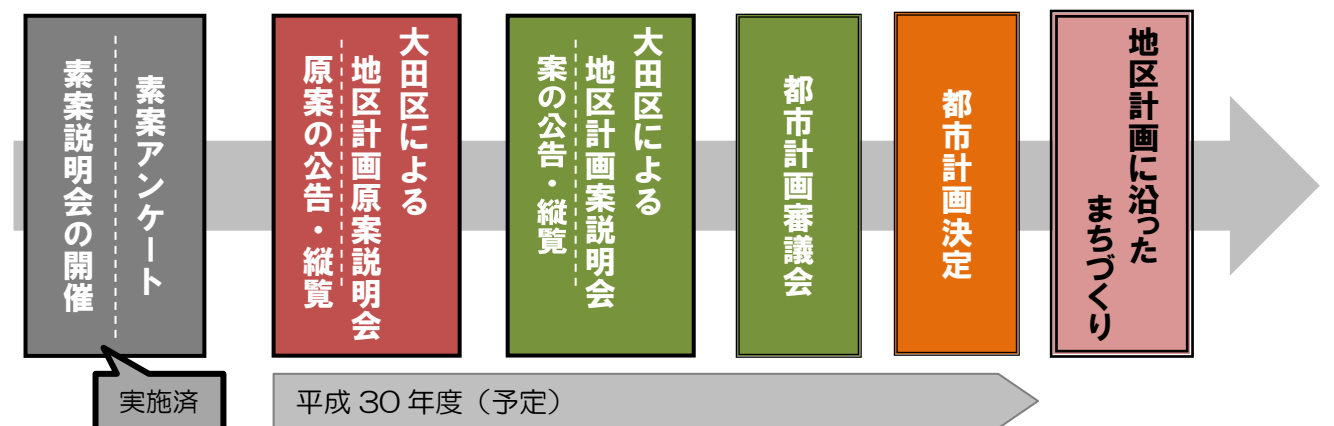 素案アンケート
素案説明会の開催
実施済
大田区による
地区計画原案説明会
原案の公告・縦覧
大田区による
地区計画案説明会
案の公告・縦覧
都市計画審議会
都市計画決定
地区計画に沿った
まちづくり
平成 30 年度（予定）